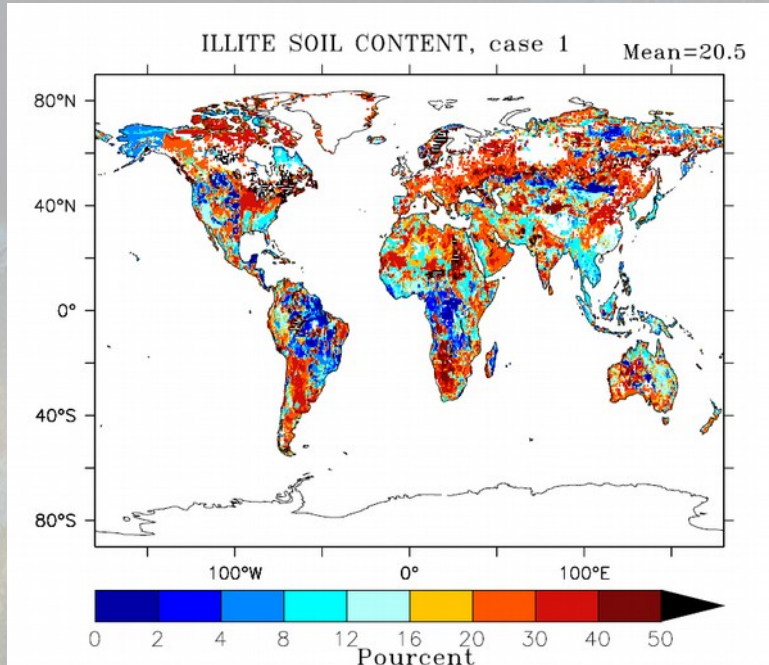 ILLITE SOIL CONTENT, case 1
Mean=20.5
80°N
40°N
0°
40°S
80°S
100°W 0° 100°E
0 2 4 8 12 16 20 30 40 50
Pourcent